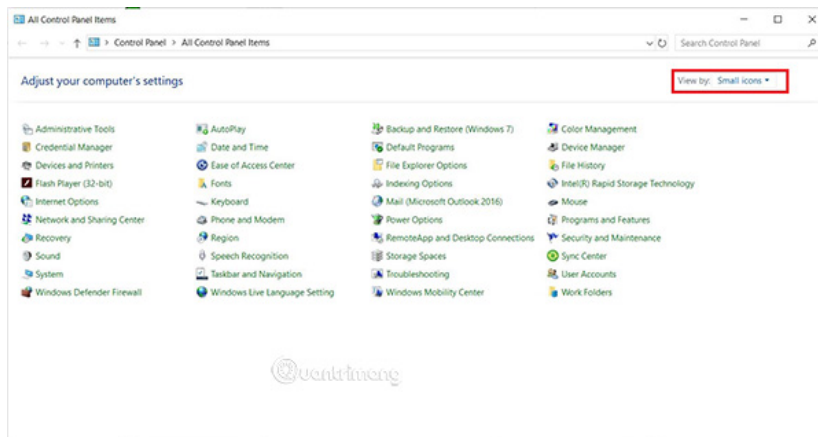 All Control Panel Items
Control Panel > All Control Panel Items
Search Control Panel
Adjust your computer's settings
View by: Small icons
Administrative Tools AutoPlay Backup and Restore (Windows 7) Color Management
Credential Manager Date and Time Default Programs Device Manager
Devices and Printers Ease of Access Center File Explorer Options File History
Flash Player (32-bit) Fonts Indexing Options Intel(R) Rapid Storage Technology
Internet Options Keyboard Mail (Microsoft Outlook 2016) Mouse
Network and Sharing Center Phone and Modem Power Options Programs and Features
Recovery Region RemoteApp and Desktop Connections Security and Maintenance
Sound Speech Recognition Storage Spaces Sync Center
System Taskbar and Navigation Troubleshooting User Accounts
Windows Defender Firewall Windows Live Language Setting Windows Mobility Center Work Folders
Quantrimang